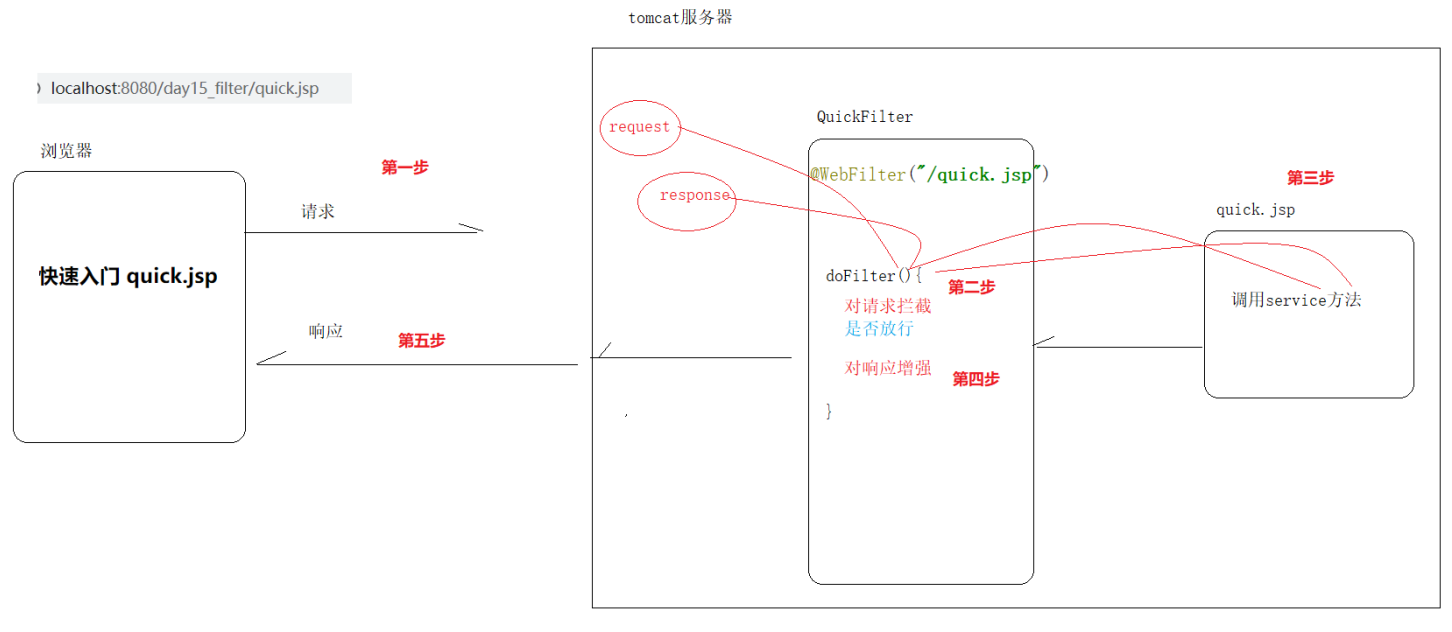 tomcat服务器
localhost:8080/day15_filter/quick.jsp
浏览器
第一步
请求
快速入门 quick.jsp
响应
第五步
request
response
QuickFilter
@WebFilter("/quick.jsp")
doFilter(){
第二步
对请求拦截
是否放行
对响应增强
第四步
}
第三步
quick.jsp
调用service方法